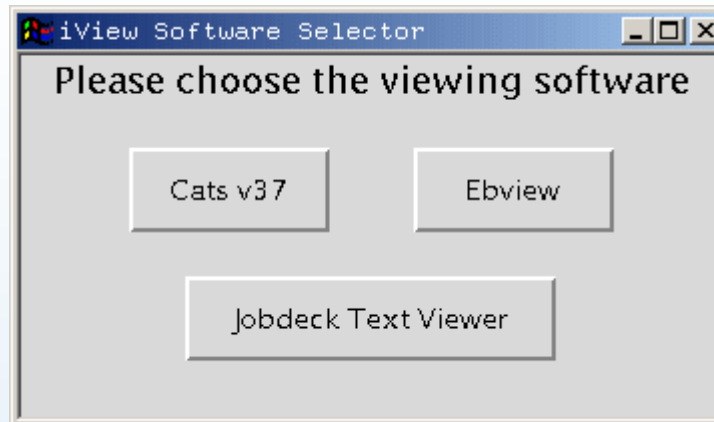 iView Software Selector
Please choose the viewing software
Cats v37
Ebview
Jobdeck Text Viewer